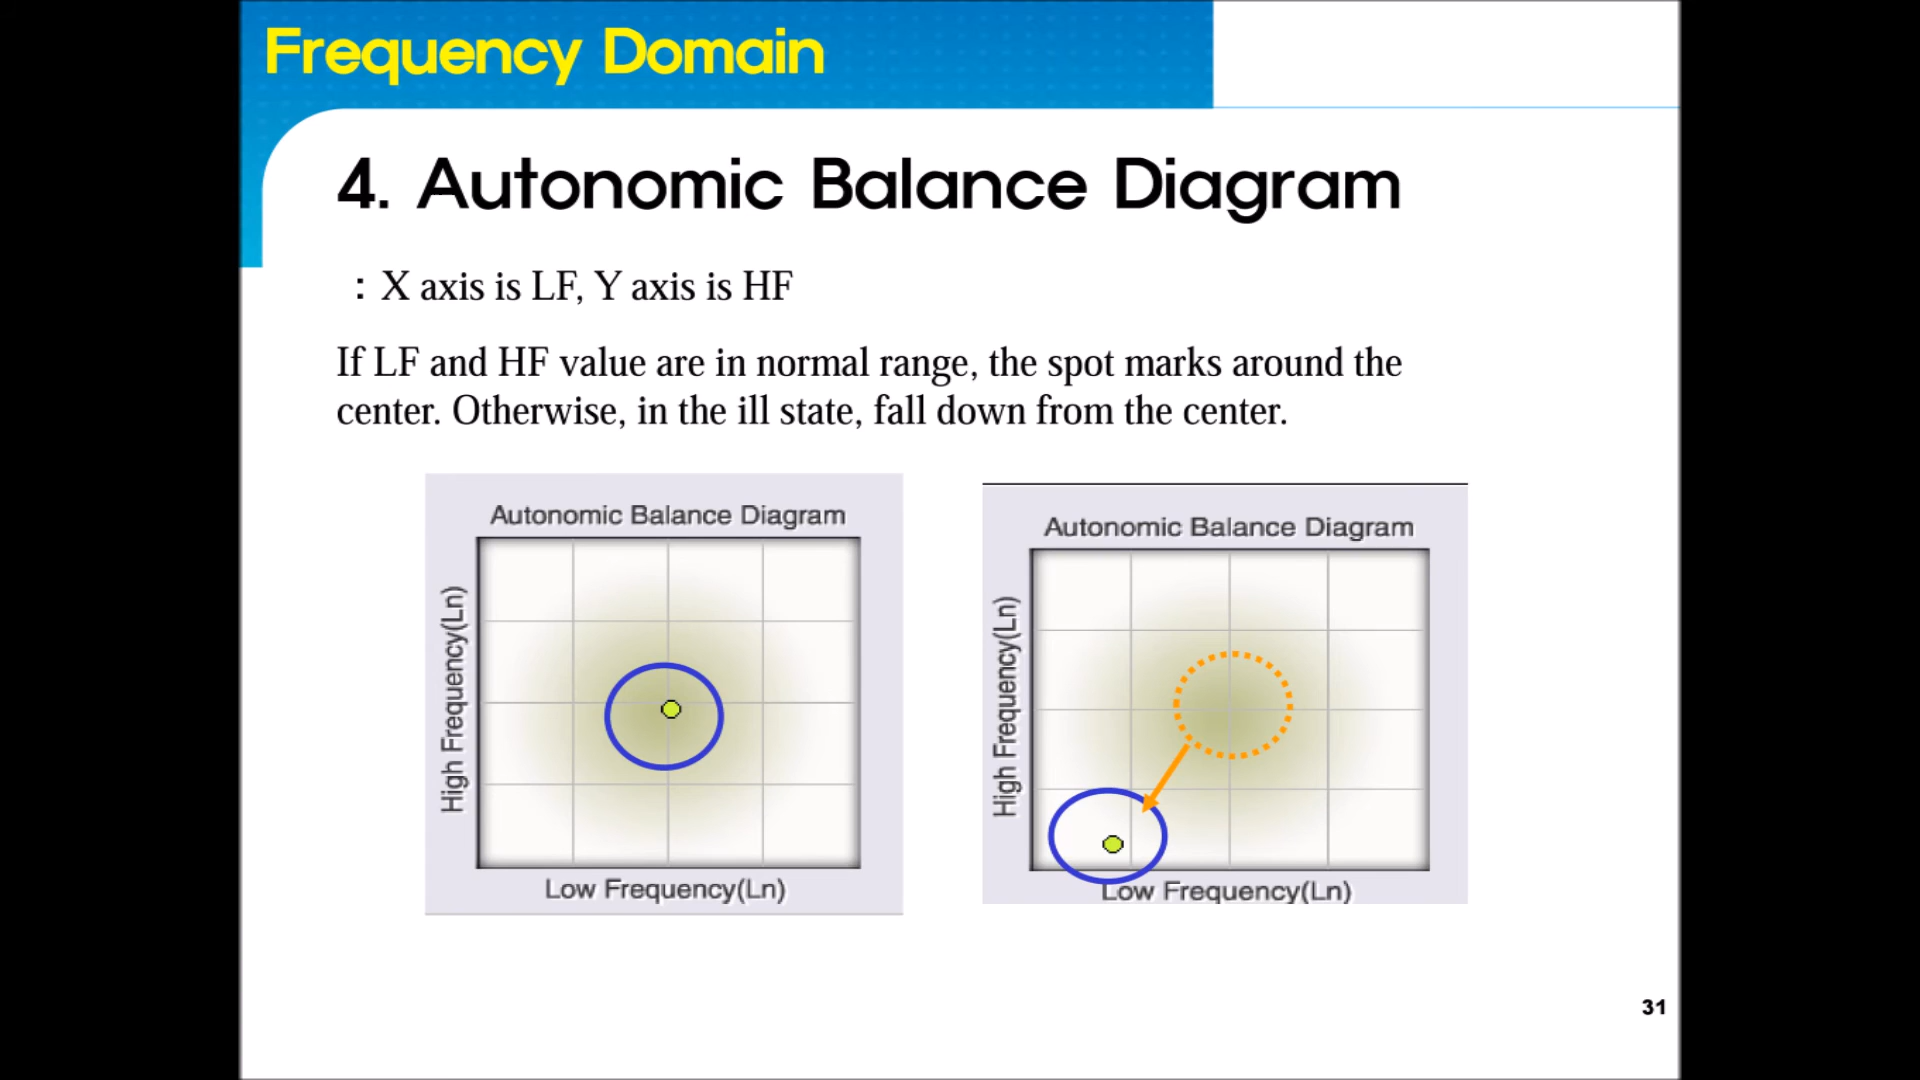 Frequency Domain
4. Autonomic Balance Diagram
: X axis is LF, Y axis is HF
If LF and HF value are in normal range, the spot marks around the
center. Otherwise, in the ill state, fall down from the center.
Autonomic Balance Diagram
High Frequency(Ln)
Low Frequency(Ln)
Autonomic Balance Diagram
High Frequency(Ln)
Low Frequency(Ln)
31